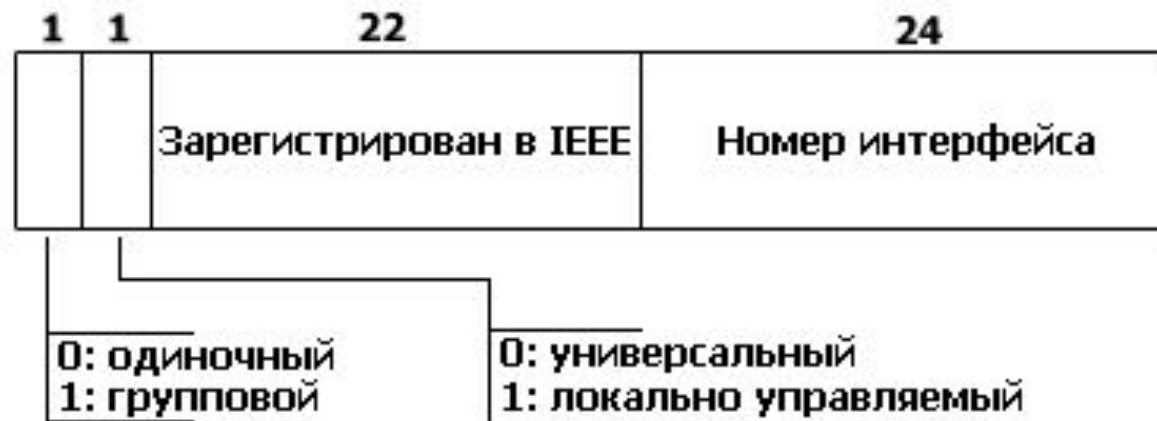 1 1 22 24
Зарегистрирован в IEEE Номер интерфейса
0: одиночный 0: универсальный
1: групповой 1: локально управляемый